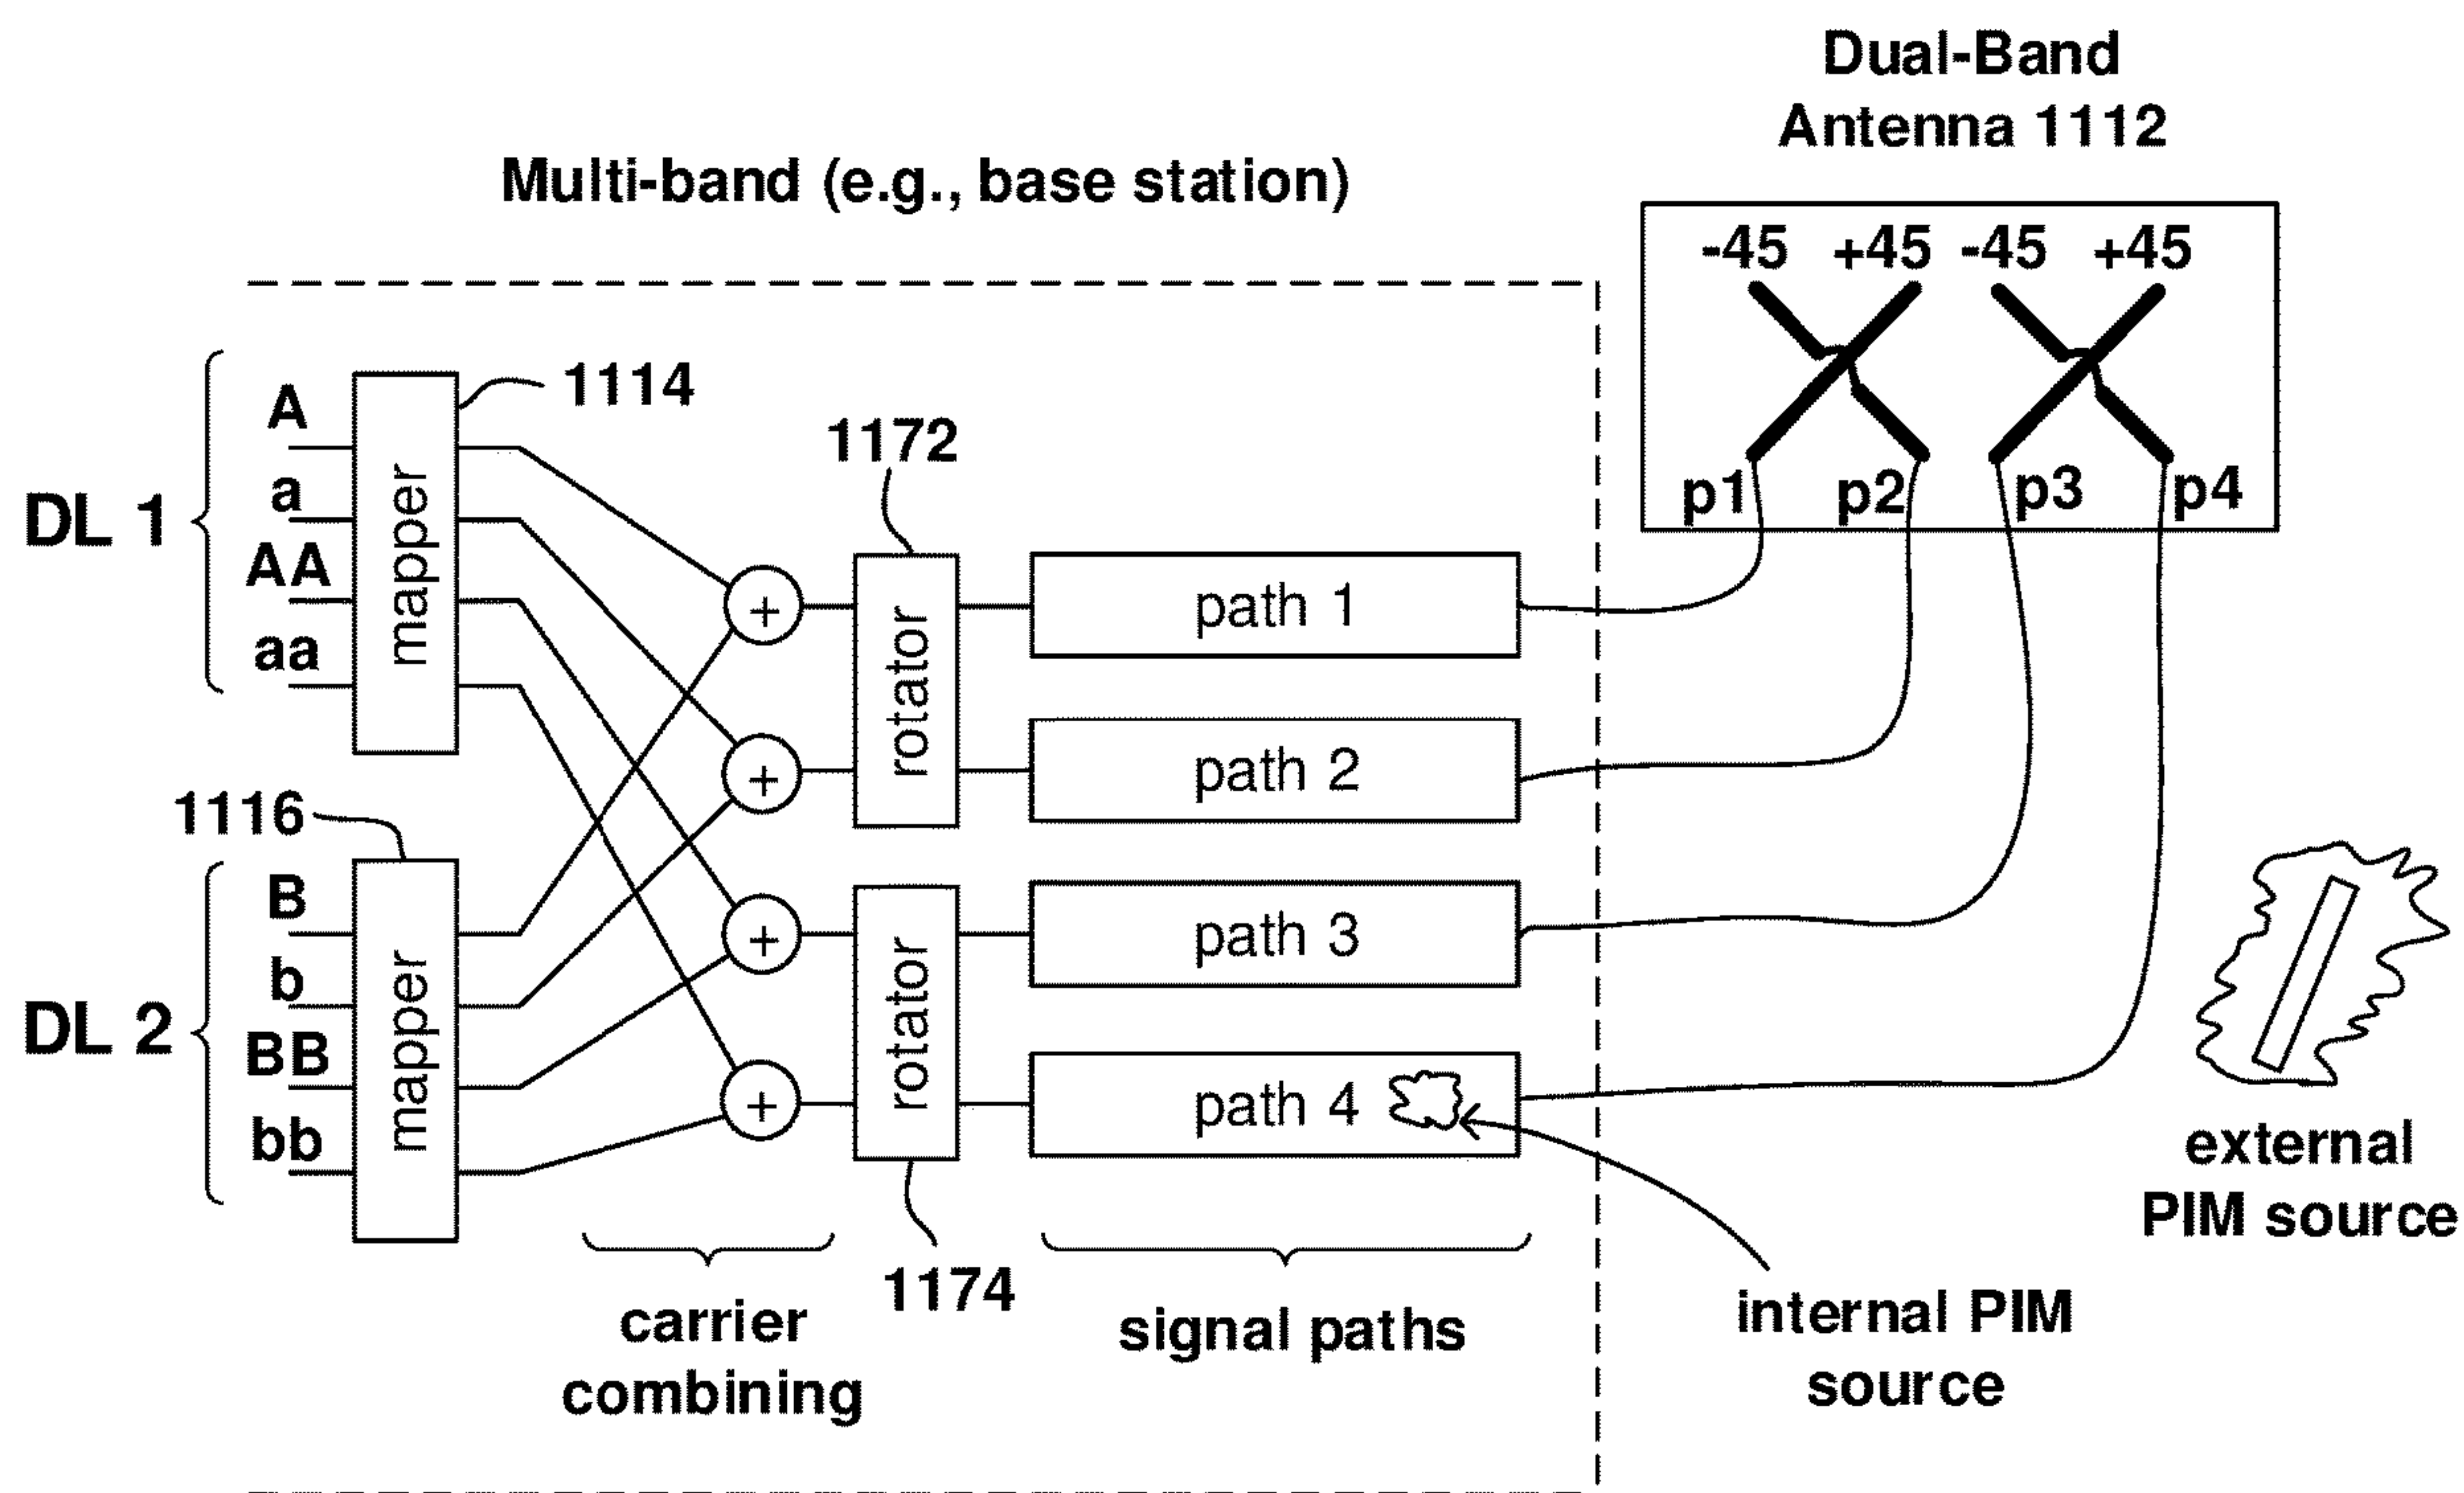 Dual-Band
Antenna 1112
Multi-band (e.g., base station)
-45 +45 -45 +45
p1 p2 p3 p4
DL 1
A
a
AA
aa
mapper
1114
1172
rotator
path 1
path 2
1116
DL 2
B
b
BB
bb
mapper
rotator
path 3
path 4
1174
carrier
combining
signal paths
internal PIM
source
external
PIM source
+
+
+
+